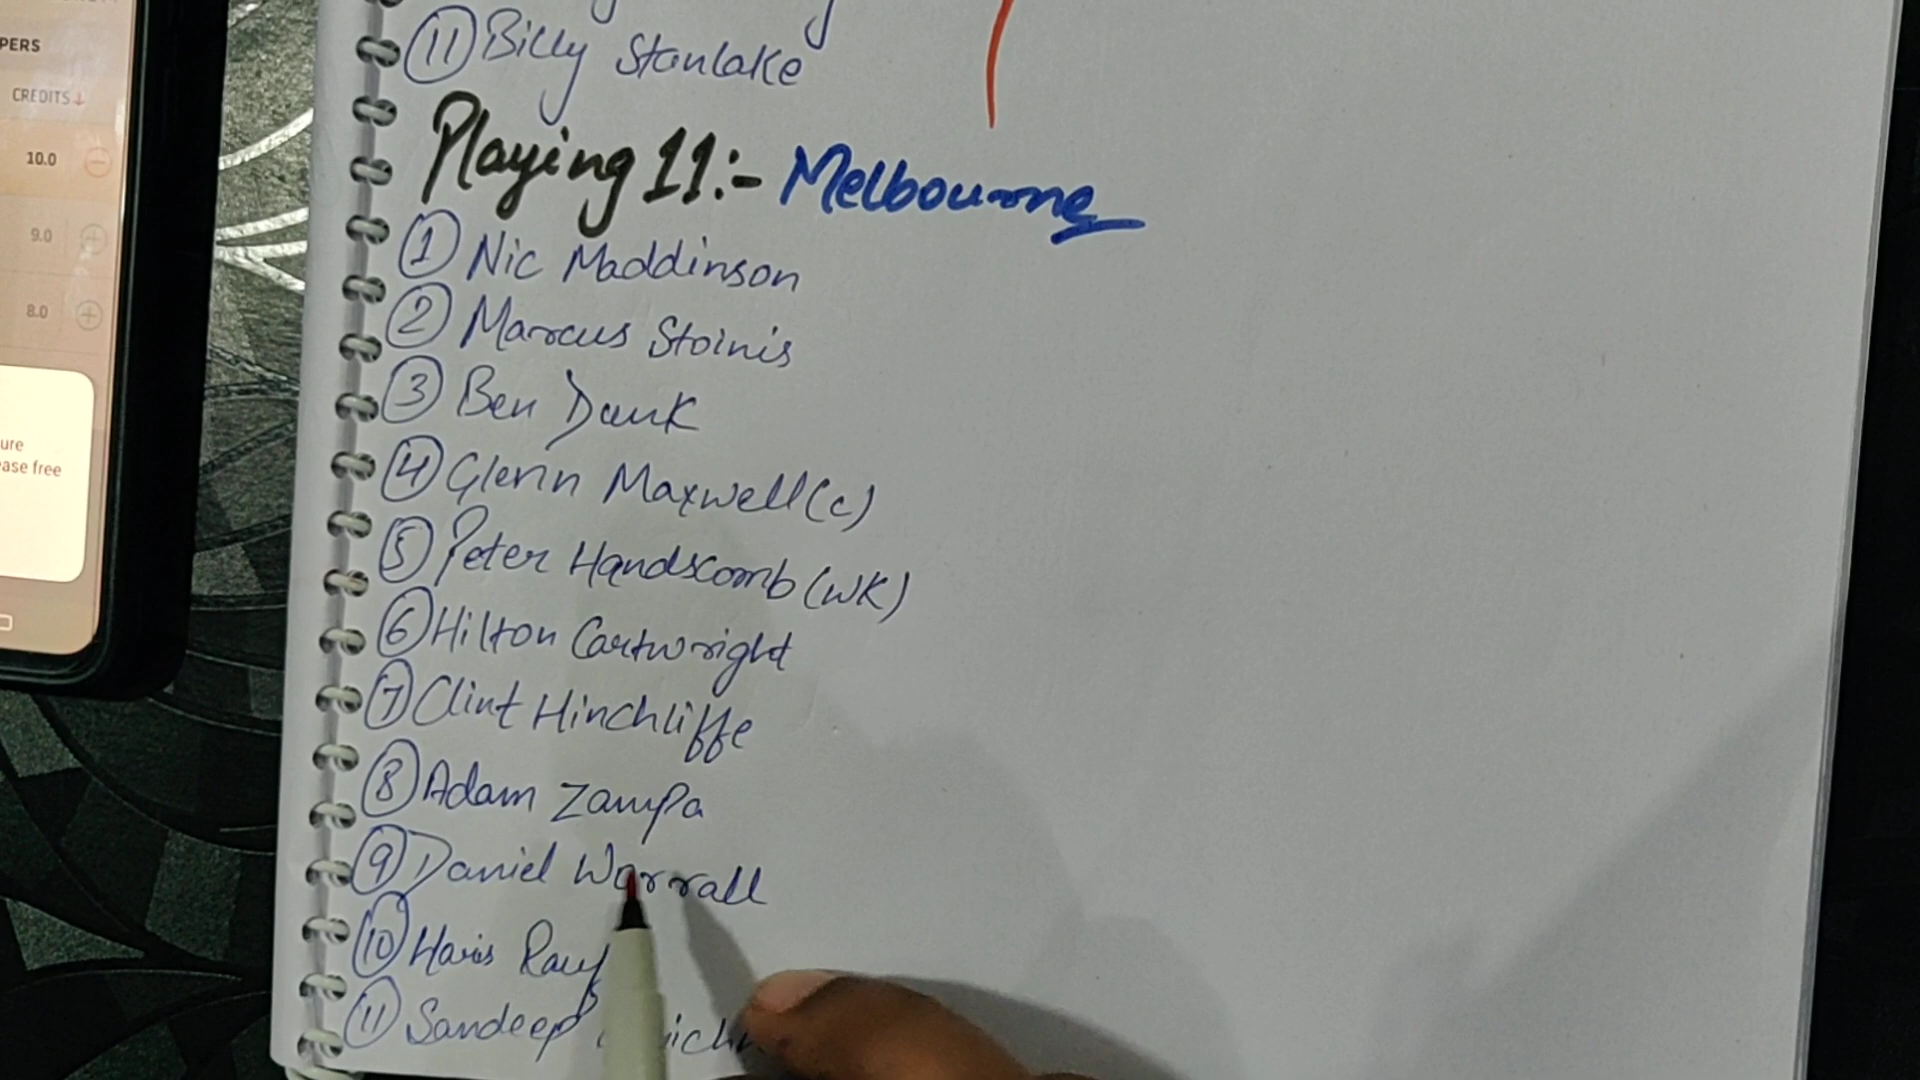 PERS
CREDITS↓
10.0
9.0
8.0
ure
ase free
11 Billy Stanlake
Playing 11:- Melbourne
1 Nic Maddinson
2 Marcus Stoinis
3 Ben Dunk
4 Glenn Maxwell (c)
5 Peter Handscomb (WK)
6 Hilton Cartwright
7 Clint Hinchliffe
8 Adam Zampa
9 Daniel Worrall
10 Haris Rauf
11 Sandeep